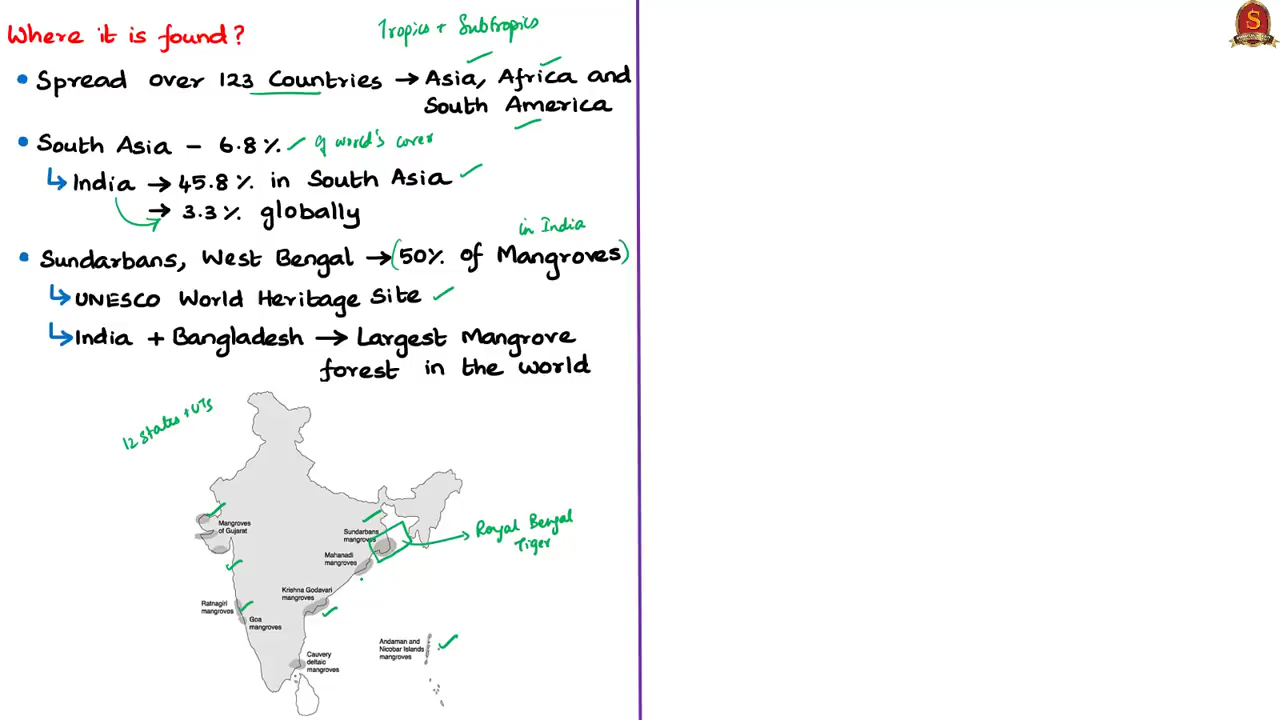 Where it is found?
Tropics + Subtropics
• Spread over 123 Countries → Asia, Africa and
South America
• South Asia - 6.8% of world's cover
↳ India → 45.8% in South Asia
→ 3.3% globally
in India
• Sundarbans, West Bengal → (50% of Mangroves)
↳ UNESCO World Heritage Site
↳ India + Bangladesh → Largest Mangrove
forest in the world
12 states + UTs
Mangroves
of Gujarat
Sundarbans
mangroves
Royal Bengal
Tiger
Mahanadi
mangroves
Krishna Godavari
mangroves
Ratnagiri
mangroves
Goa
mangroves
Andaman and
Nicobar Islands
mangroves
Cauvery
deltaic
mangroves
S